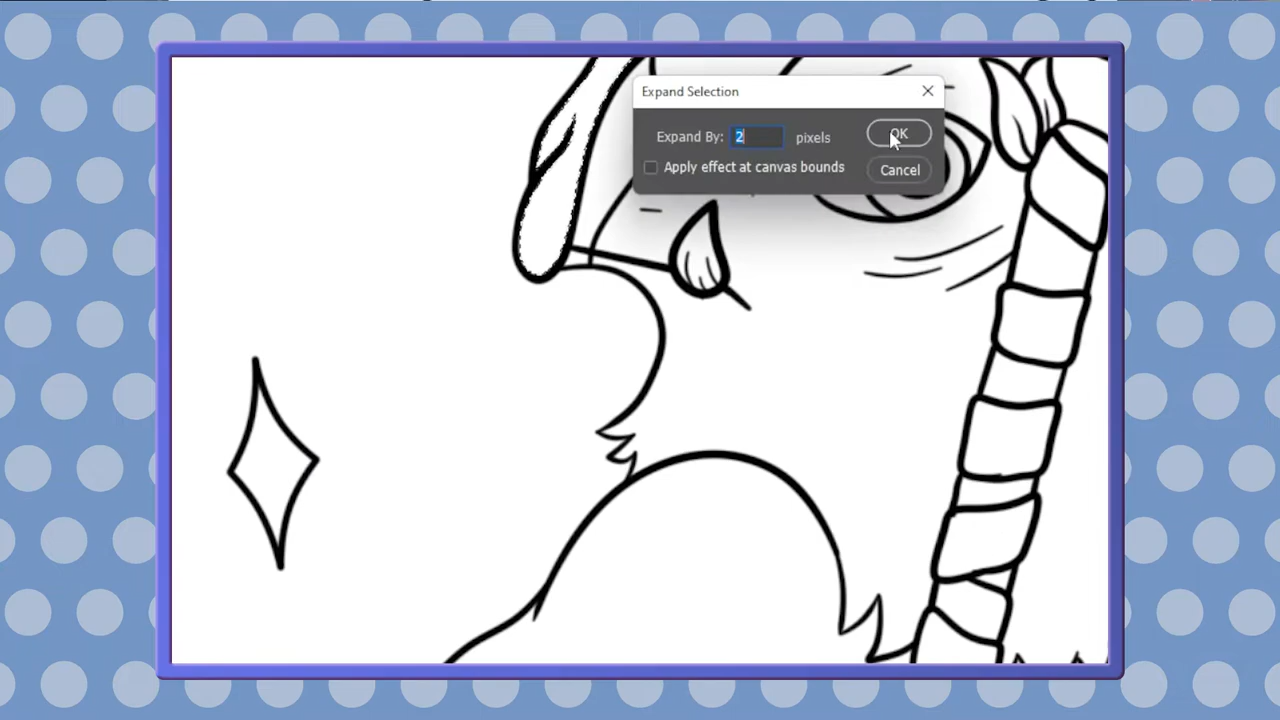 Expand Selection
Expand By: 2 pixels
OK
Apply effect at canvas bounds
Cancel